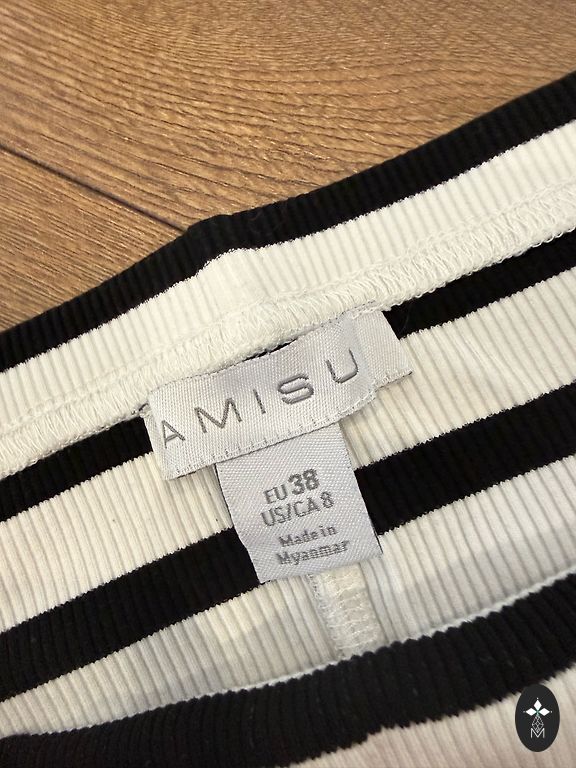 AMISU
EU 38
US/CA 8
Made in
Myanmar